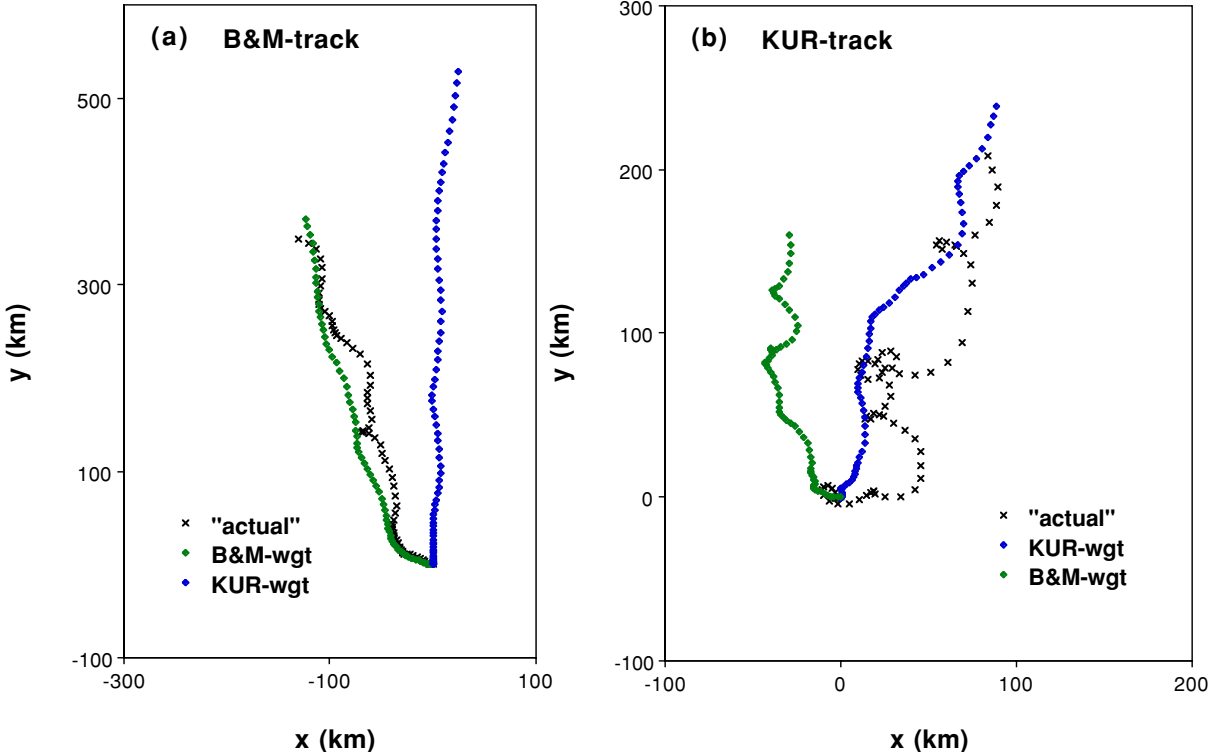 (a) B&M-track
500
300
100
-100
-300
-100
100
y (km)
x (km)
"actual"
B&M-wgt
KUR-wgt
(b) KUR-track
300
200
100
0
-100
-100
0
100
200
y (km)
x (km)
"actual"
KUR-wgt
B&M-wgt